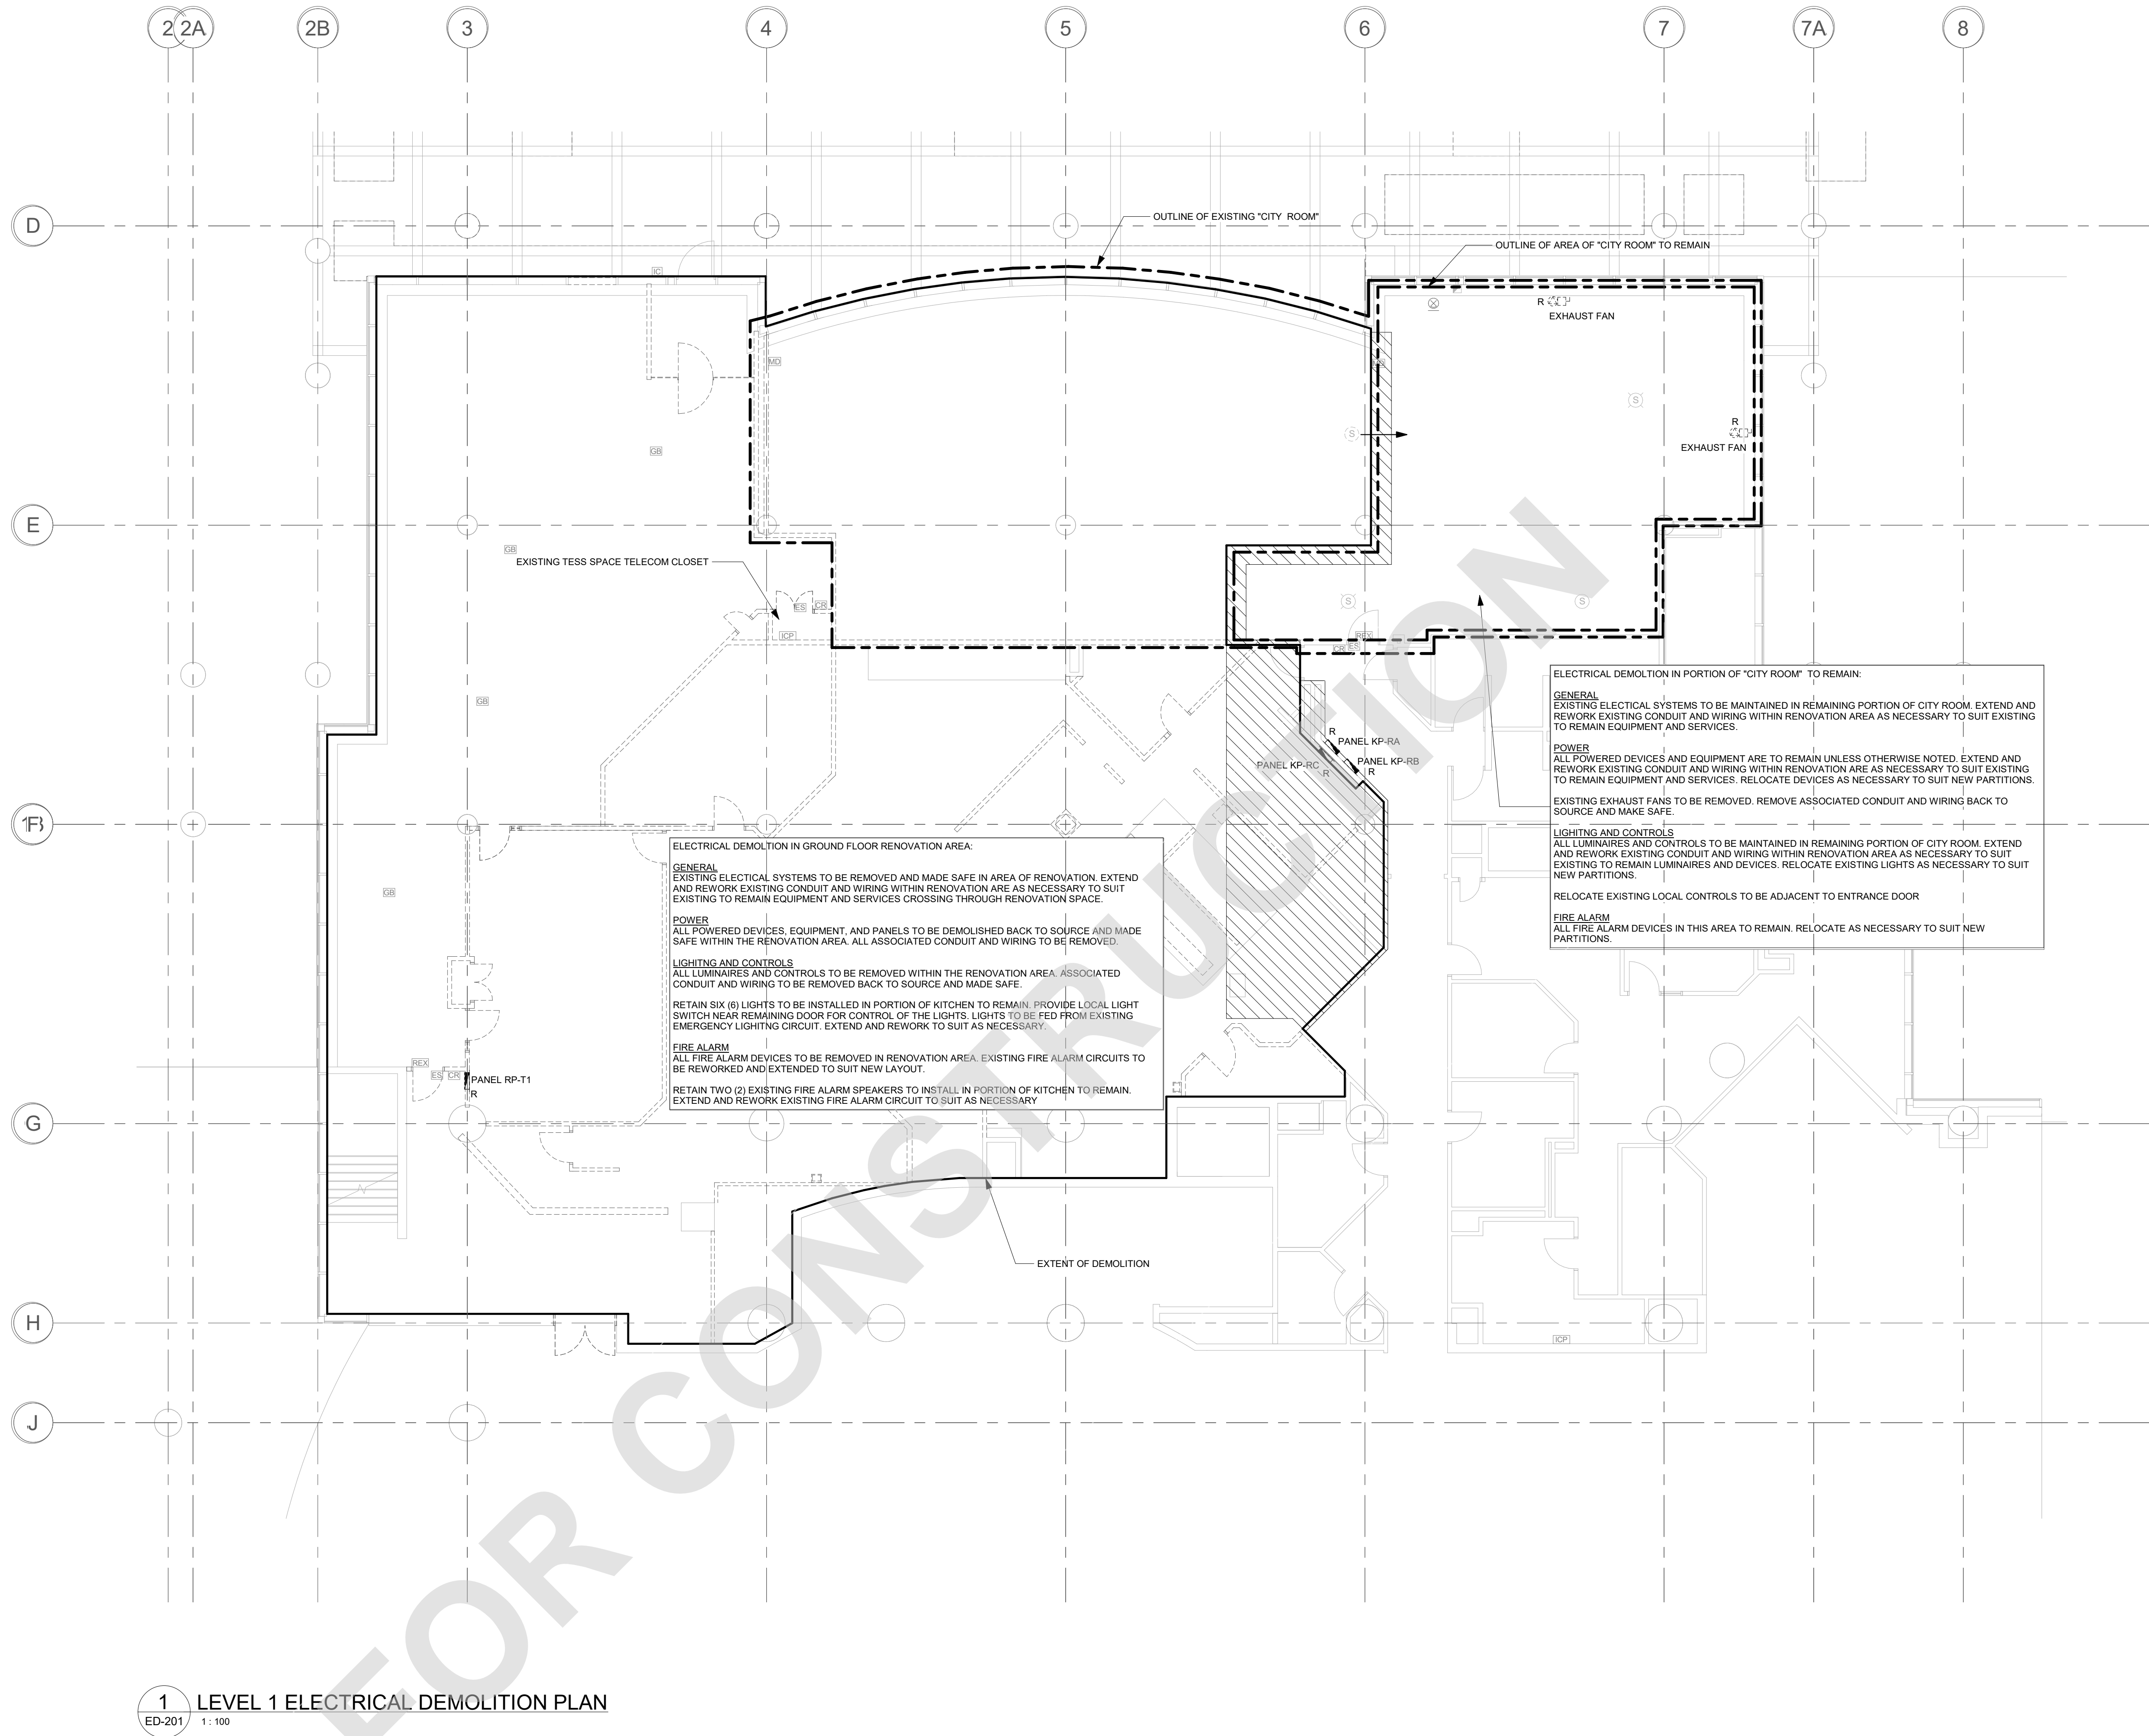 2
2A
2B
3
4
5
6
7
7A
8
D
OUTLINE OF EXISTING "CITY ROOM"
OUTLINE OF AREA OF "CITY ROOM" TO REMAIN
IC
R
EXHAUST FAN
MD
S
S
R
EXHAUST FAN
GB
E
GB
EXISTING TESS SPACE TELECOM CLOSET
ES
CR
ICP
S
S
REX
CR
ES
GB
ELECTRICAL DEMOLTION IN PORTION OF "CITY ROOM" TO REMAIN:
GENERAL
EXISTING ELECTICAL SYSTEMS TO BE MAINTAINED IN REMAINING PORTION OF CITY ROOM. EXTEND AND
REWORK EXISTING CONDUIT AND WIRING WITHIN RENOVATION AREA AS NECESSARY TO SUIT EXISTING
TO REMAIN EQUIPMENT AND SERVICES.
POWER
ALL POWERED DEVICES AND EQUIPMENT ARE TO REMAIN UNLESS OTHERWISE NOTED. EXTEND AND
REWORK EXISTING CONDUIT AND WIRING WITHIN RENOVATION ARE AS NECESSARY TO SUIT EXISTING
TO REMAIN EQUIPMENT AND SERVICES. RELOCATE DEVICES AS NECESSARY TO SUIT NEW PARTITIONS.
EXISTING EXHAUST FANS TO BE REMOVED. REMOVE ASSOCIATED CONDUIT AND WIRING BACK TO
SOURCE AND MAKE SAFE.
LIGHITNG AND CONTROLS
ALL LUMINAIRES AND CONTROLS TO BE MAINTAINED IN REMAINING PORTION OF CITY ROOM. EXTEND
AND REWORK EXISTING CONDUIT AND WIRING WITHIN RENOVATION AREA AS NECESSARY TO SUIT
EXISTING TO REMAIN LUMINAIRES AND DEVICES. RELOCATE EXISTING LIGHTS AS NECESSARY TO SUIT
NEW PARTITIONS.
RELOCATE EXISTING LOCAL CONTROLS TO BE ADJACENT TO ENTRANCE DOOR
FIRE ALARM
ALL FIRE ALARM DEVICES IN THIS AREA TO REMAIN. RELOCATE AS NECESSARY TO SUIT NEW
PARTITIONS.
R
PANEL KP-RA
PANEL KP-RC
R
PANEL KP-RB
R
F
GB
ELECTRICAL DEMOLTION IN GROUND FLOOR RENOVATION AREA:
GENERAL
EXISTING ELECTICAL SYSTEMS TO BE REMOVED AND MADE SAFE IN AREA OF RENOVATION. EXTEND
AND REWORK EXISTING CONDUIT AND WIRING WITHIN RENOVATION ARE AS NECESSARY TO SUIT
EXISTING TO REMAIN EQUIPMENT AND SERVICES CROSSING THROUGH RENOVATION SPACE.
POWER
ALL POWERED DEVICES, EQUIPMENT, AND PANELS TO BE DEMOLISHED BACK TO SOURCE AND MADE
SAFE WITHIN THE RENOVATION AREA. ALL ASSOCIATED CONDUIT AND WIRING TO BE REMOVED.
LIGHITNG AND CONTROLS
ALL LUMINAIRES AND CONTROLS TO BE REMOVED WITHIN THE RENOVATION AREA. ASSOCIATED
CONDUIT AND WIRING TO BE REMOVED BACK TO SOURCE AND MADE SAFE.
RETAIN SIX (6) LIGHTS TO BE INSTALLED IN PORTION OF KITCHEN TO REMAIN. PROVIDE LOCAL LIGHT
SWITCH NEAR REMAINING DOOR FOR CONTROL OF THE LIGHTS. LIGHTS TO BE FED FROM EXISTING
EMERGENCY LIGHITNG CIRCUIT. EXTEND AND REWORK TO SUIT AS NECESSARY.
FIRE ALARM
ALL FIRE ALARM DEVICES TO BE REMOVED IN RENOVATION AREA. EXISTING FIRE ALARM CIRCUITS TO
BE REWORKED AND EXTENDED TO SUIT NEW LAYOUT.
RETAIN TWO (2) EXISTING FIRE ALARM SPEAKERS TO INSTALL IN PORTION OF KITCHEN TO REMAIN.
EXTEND AND REWORK EXISTING FIRE ALARM CIRCUIT TO SUIT AS NECESSARY
REX
ES
CR
PANEL RP-T1
R
G
EXTENT OF DEMOLITION
H
ICP
J
FOR CONSTRUCTION
1
ED-201
LEVEL 1 ELECTRICAL DEMOLITION PLAN
1 : 100